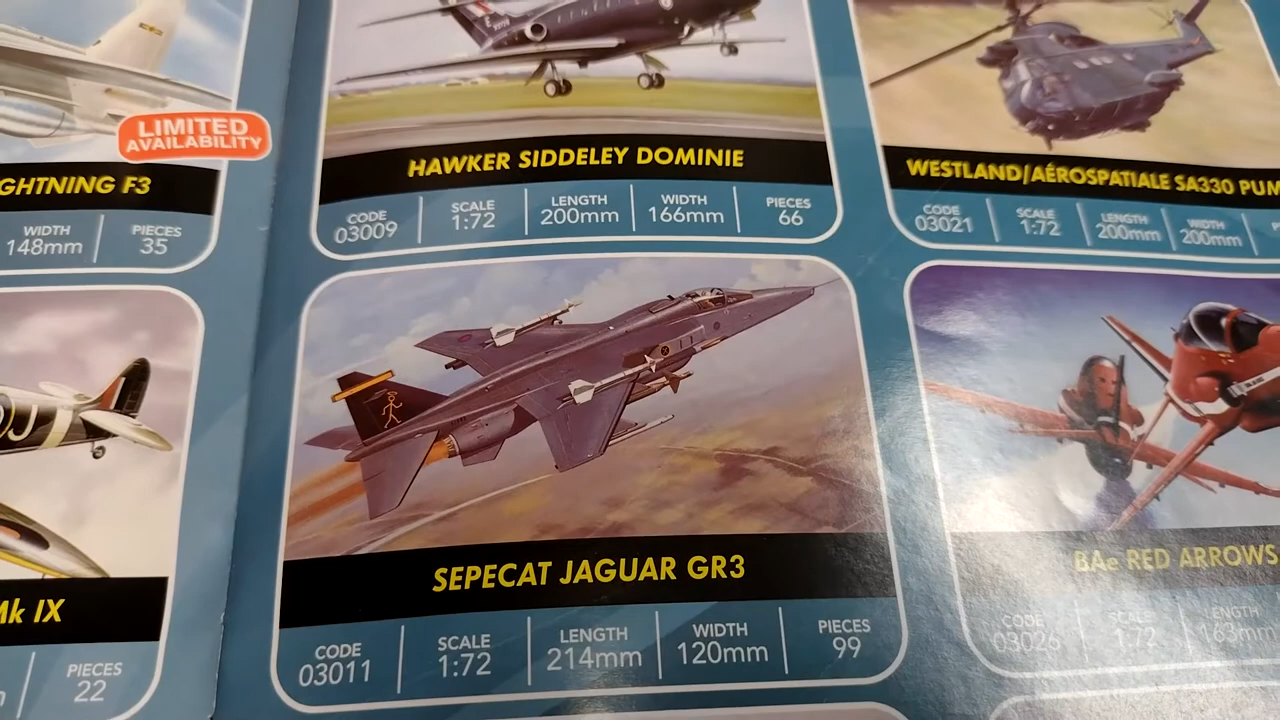 LIMITED
AVAILABILITY
GHTNING F3
WIDTH
148mm
PIECES
35
HAWKER SIDDELEY DOMINIE
CODE
03009
SCALE
1:72
LENGTH
200mm
WIDTH
166mm
PIECES
66
WESTLAND/AÉROSPATIALE SA330 PUM
CODE
03021
SCALE
1:72
LENGTH
200mm
WIDTH
200mm
Mk IX
PIECES
22
SEPECAT JAGUAR GR3
CODE
03011
SCALE
1:72
LENGTH
214mm
WIDTH
120mm
PIECES
99
BAe RED ARROWS
CODE
03026
SCALE
1:72
LENGTH
163mm